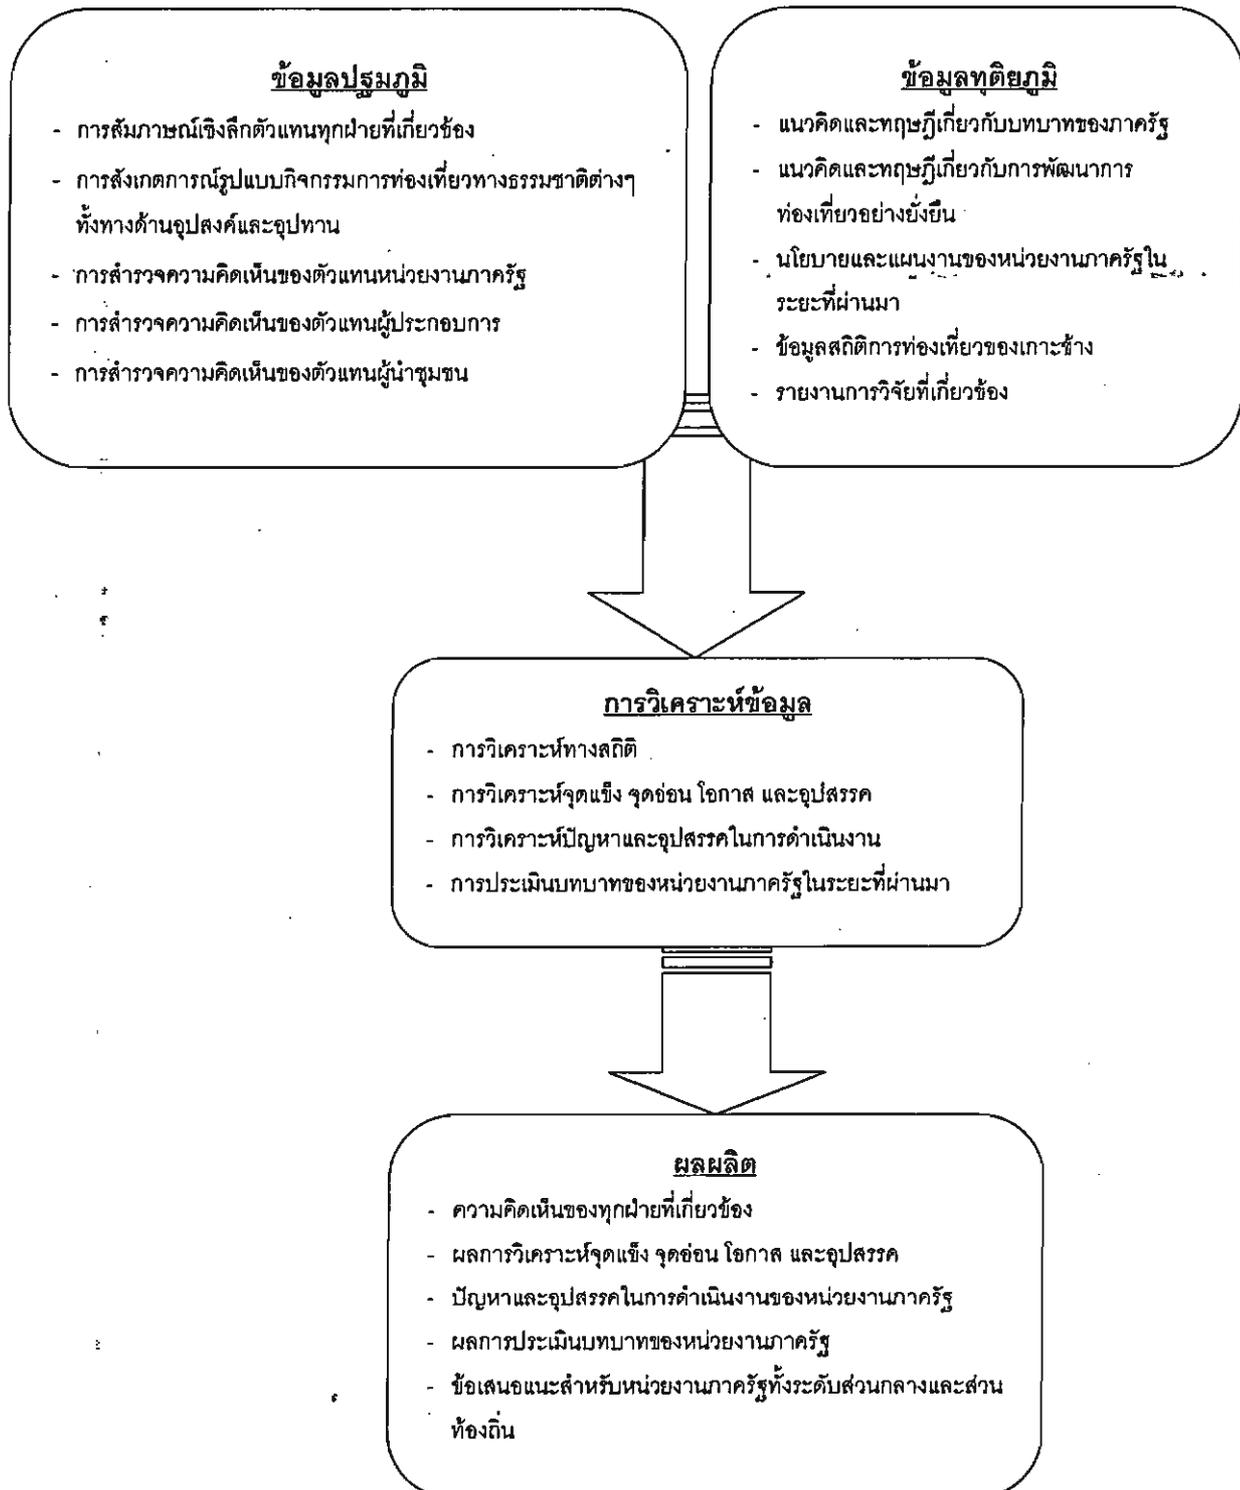 ข้อมูลปฐมภูมิ
- การสัมภาษณ์เชิงลึกตัวแทนทุกฝ่ายที่เกี่ยวข้อง
- การสังเกตการณ์รูปแบบกิจกรรมการท่องเที่ยวทางธรรมชาติต่างๆ
ทั้งทางด้านอุปสงค์และอุปทาน
- การสำรวจความคิดเห็นของตัวแทนหน่วยงานภาครัฐ
- การสำรวจความคิดเห็นของตัวแทนผู้ประกอบการ
- การสำรวจความคิดเห็นของตัวแทนผู้นำชุมชน
ข้อมูลทุติยภูมิ
- แนวคิดและทฤษฎีเกี่ยวกับบทบาทของภาครัฐ
- แนวคิดและทฤษฎีเกี่ยวกับการพัฒนาการ
ท่องเที่ยวอย่างยั่งยืน
- นโยบายและแผนงานของหน่วยงานภาครัฐใน
ระยะที่ผ่านมา
- ข้อมูลสถิติการท่องเที่ยวของเกาะช้าง
- รายงานการวิจัยที่เกี่ยวข้อง
การวิเคราะห์ข้อมูล
- การวิเคราะห์ทางสถิติ
- การวิเคราะห์จุดแข็ง จุดอ่อน โอกาส และอุปสรรค
- การวิเคราะห์ปัญหาและอุปสรรคในการดำเนินงาน
- การประเมินบทบาทของหน่วยงานภาครัฐในระยะที่ผ่านมา
ผลผลิต
- ความคิดเห็นของทุกฝ่ายที่เกี่ยวข้อง
- ผลการวิเคราะห์จุดแข็ง จุดอ่อน โอกาส และอุปสรรค
- ปัญหาและอุปสรรคในการดำเนินงานของหน่วยงานภาครัฐ
- ผลการประเมินบทบาทของหน่วยงานภาครัฐ
- ข้อเสนอแนะสำหรับหน่วยงานภาครัฐทั้งระดับส่วนกลางและส่วน
ท้องถิ่น